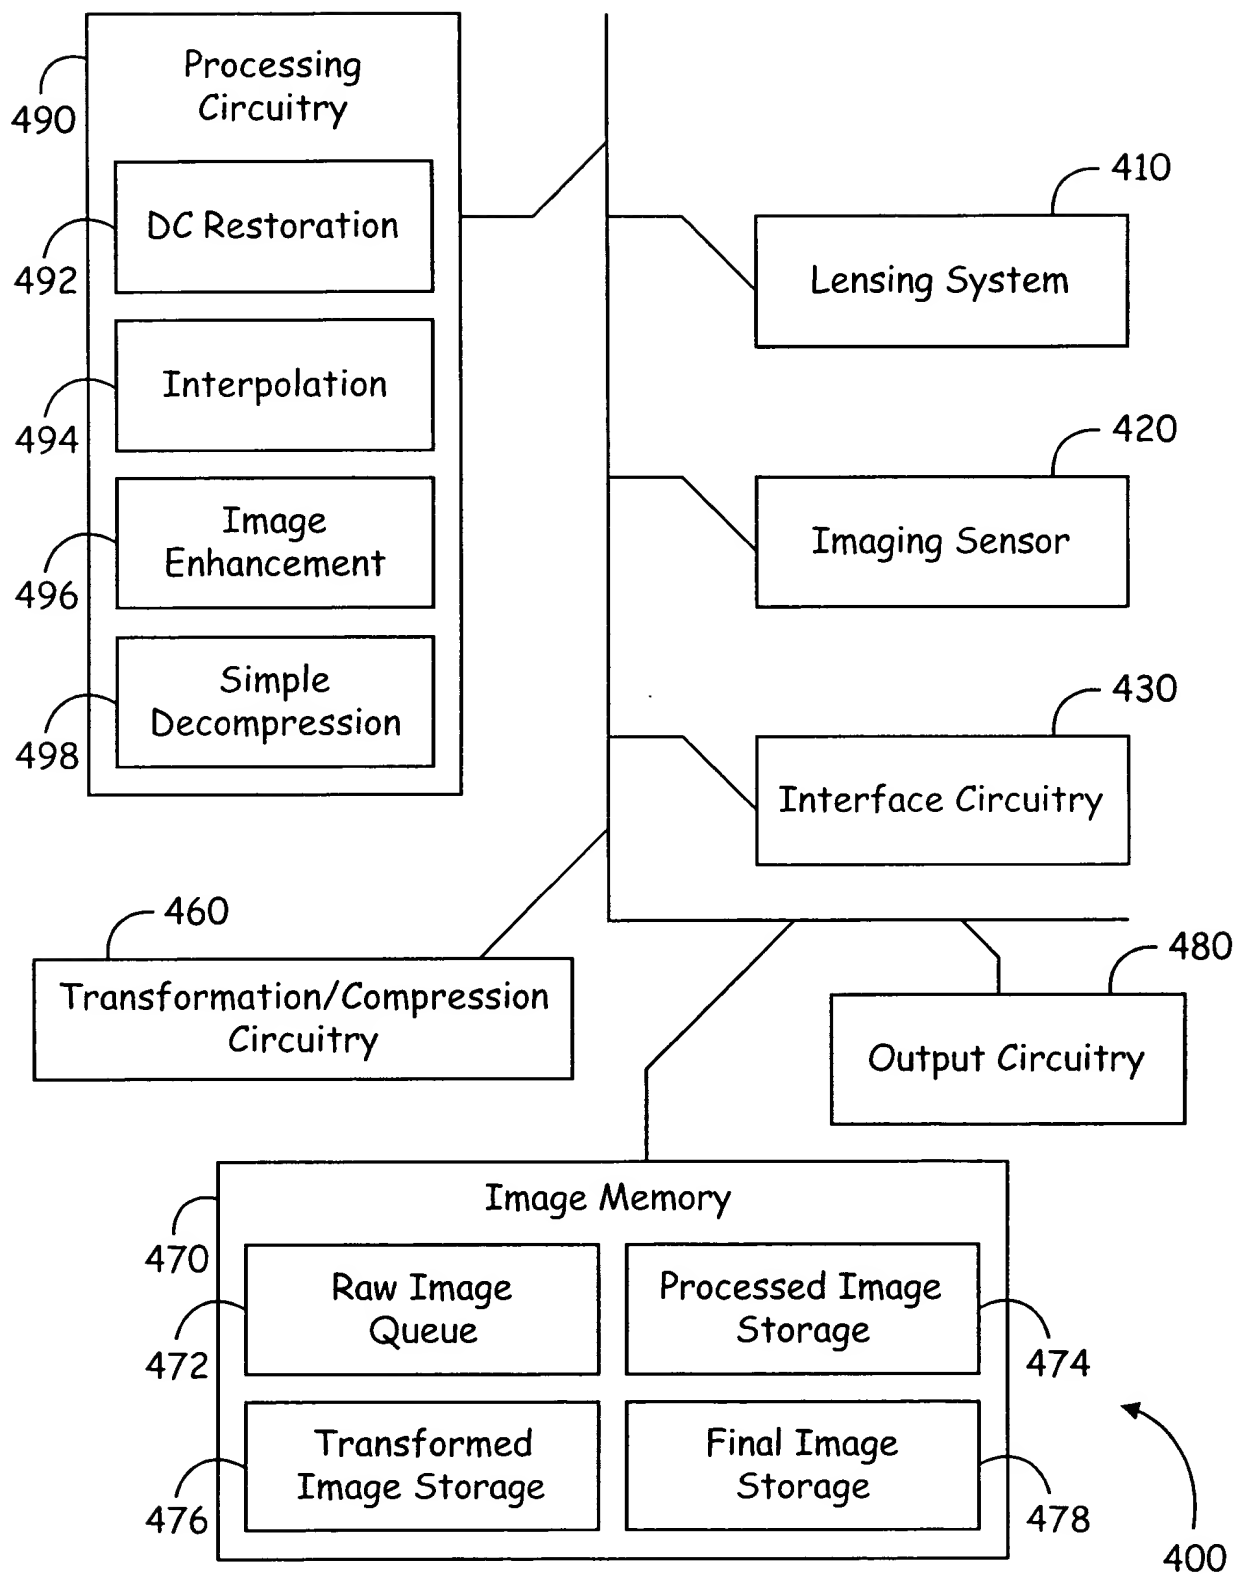 Processing
Circuitry
490
DC Restoration
492
Interpolation
494
Image
Enhancement
496
Simple
Decompression
498
410
Lensing System
420
Imaging Sensor
430
Interface Circuitry
460
Transformation/Compression
Circuitry
480
Output Circuitry
Image Memory
470
Raw Image
Queue
472
Processed Image
Storage
474
Transformed
Image Storage
476
Final Image
Storage
478
400